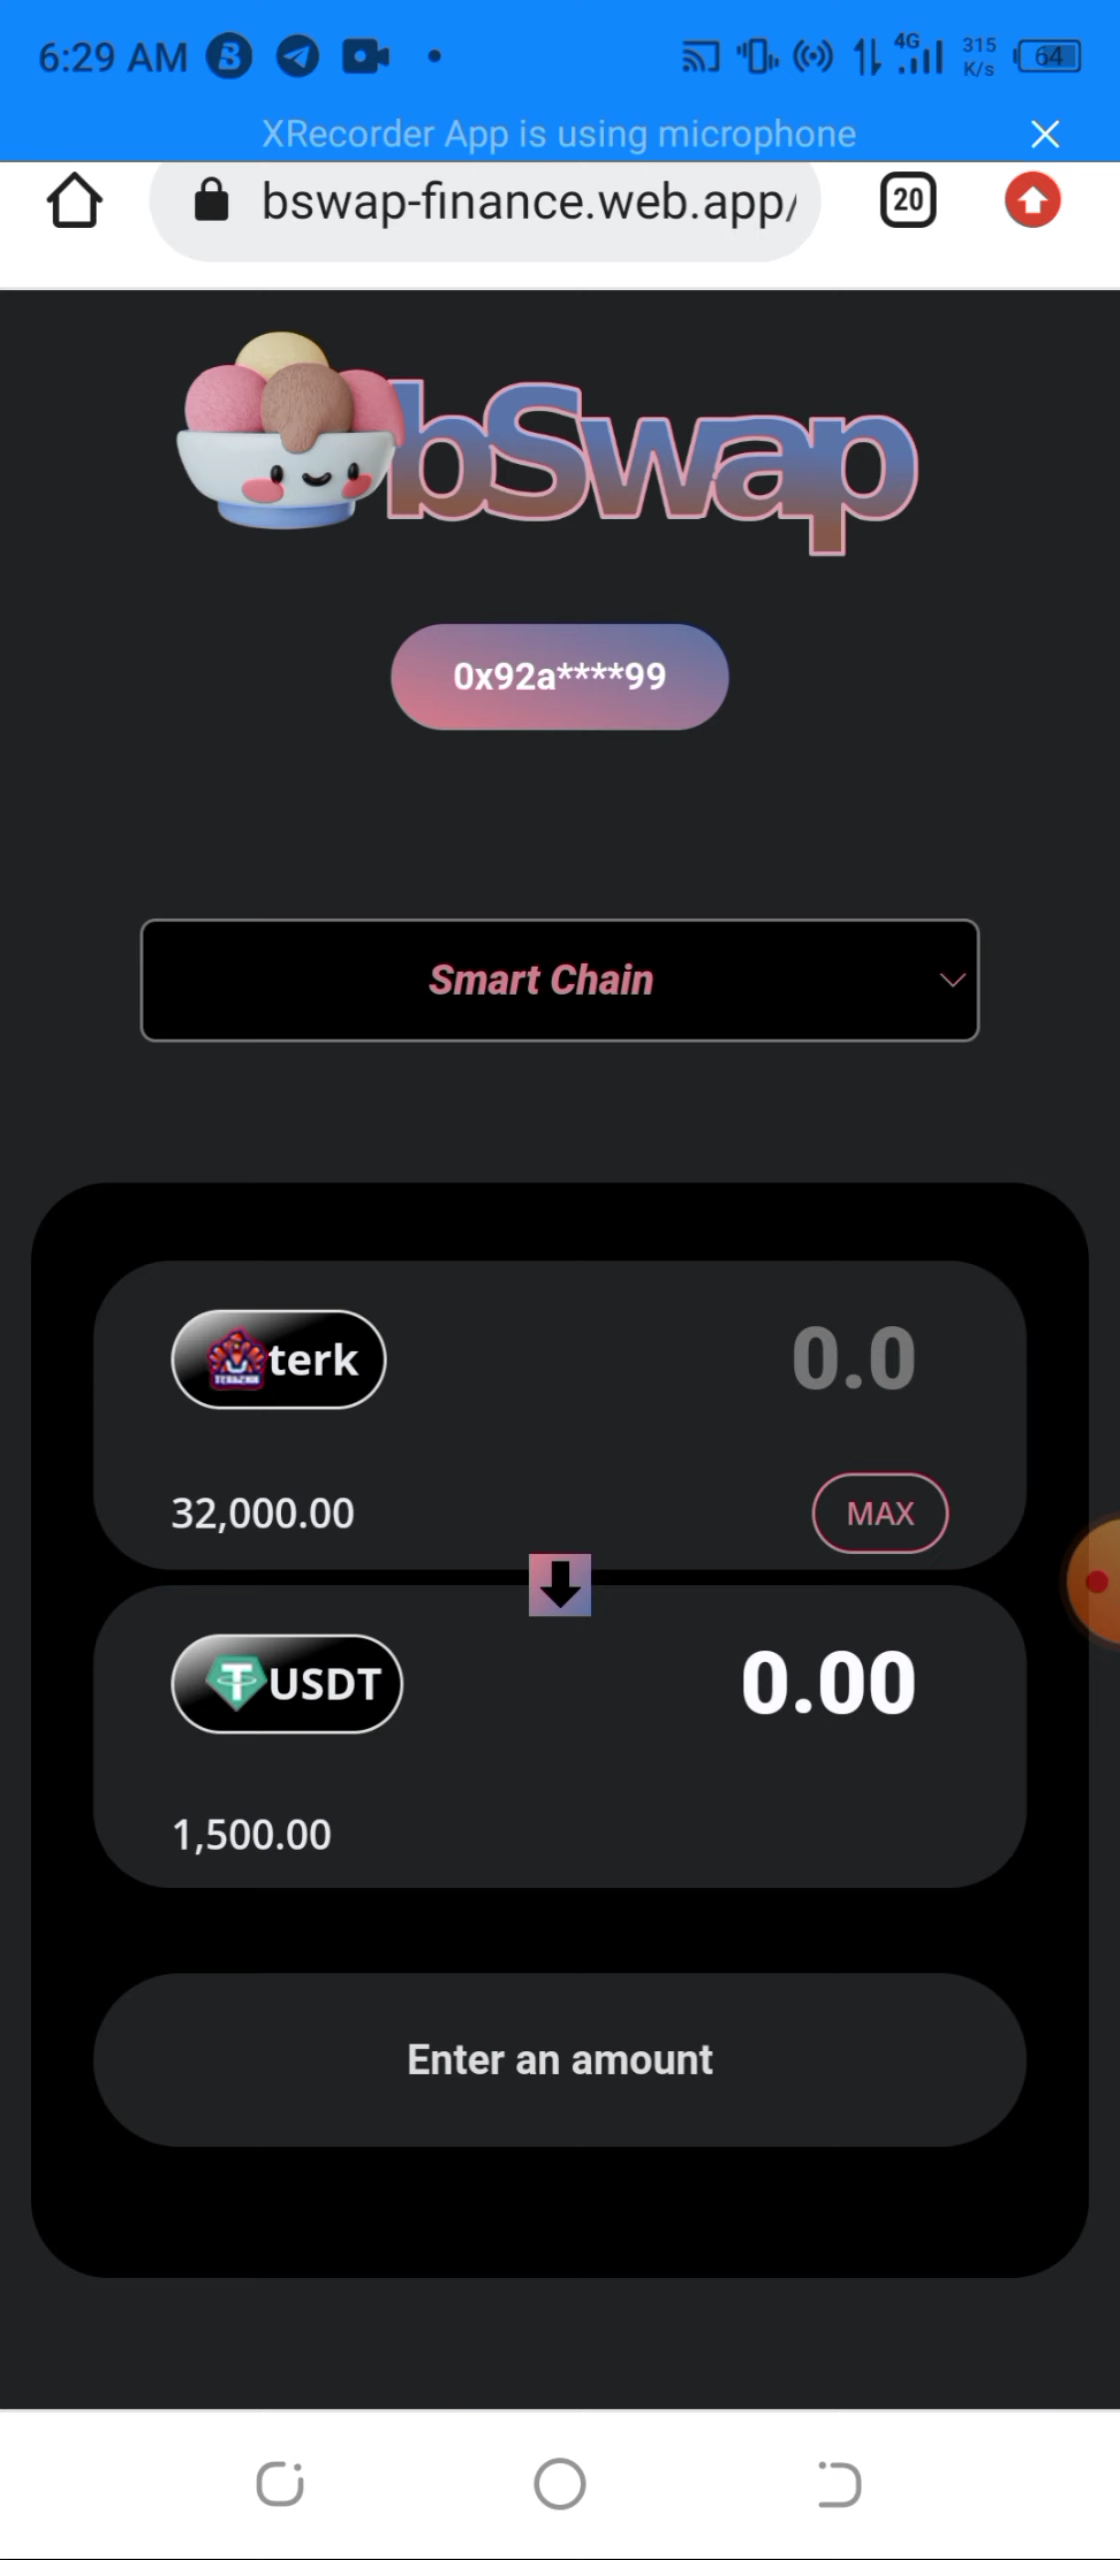 6:29 AM
4G
315 K/s
64
XRecorder App is using microphone
bswap-finance.web.app/
20
bSwap
0x92a****99
Smart Chain
terk
0.0
32,000.00
MAX
USDT
0.00
1,500.00
Enter an amount